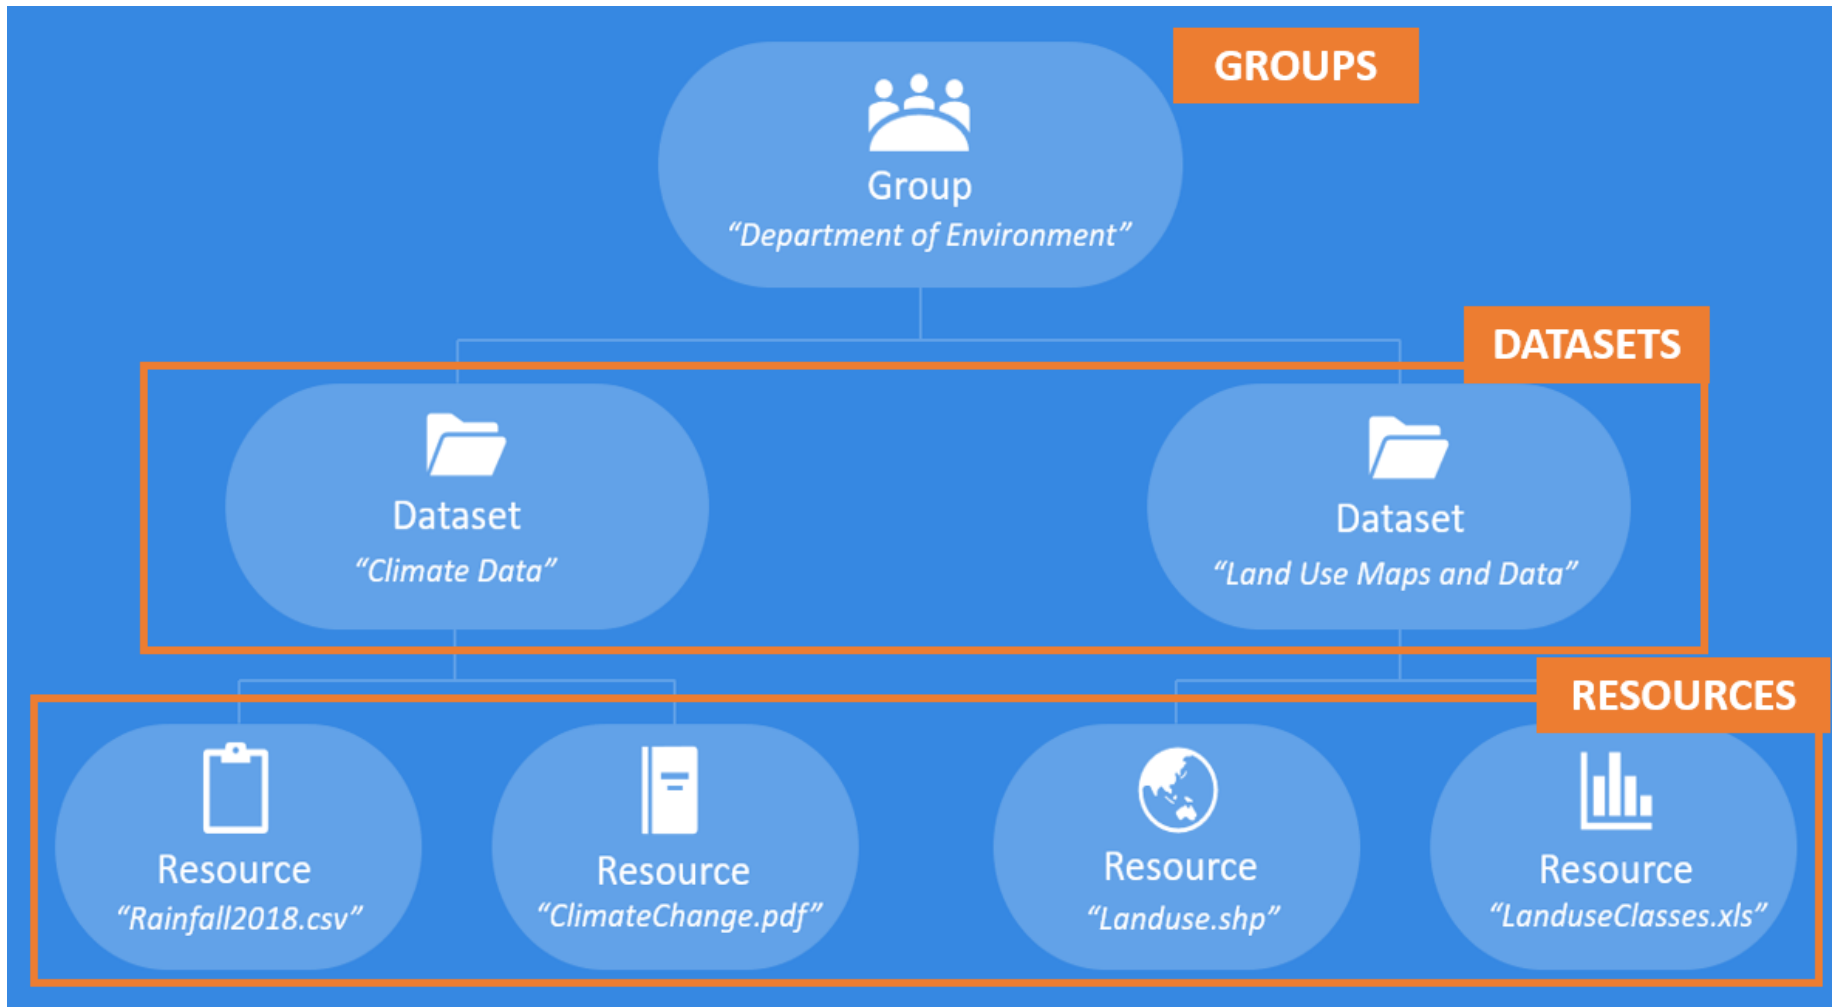 GROUPS
Group
“Department of Environment”
DATASETS
Dataset
“Climate Data”
Dataset
“Land Use Maps and Data”
RESOURCES
Resource
“Rainfall2018.csv”
Resource
“ClimateChange.pdf”
Resource
“Landuse.shp”
Resource
“LanduseClasses.xls”